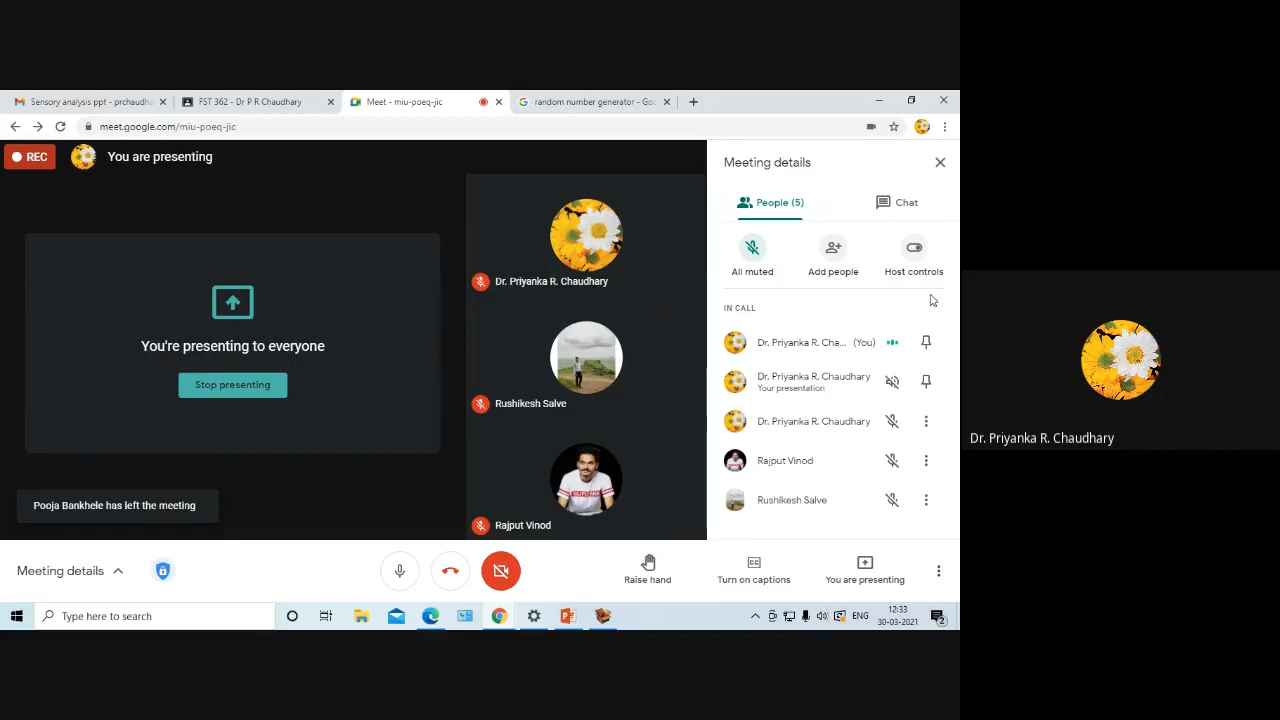 Sensory analysis ppt - prchaudha
FST 362 - Dr P R Chaudhary
Meet - miu-poeq-jic
random number generator - Goo
meet.google.com/miu-poeq-jic
REC
You are presenting
You're presenting to everyone
Stop presenting
Pooja Bankhele has left the meeting
Dr. Priyanka R. Chaudhary
Rushikesh Salve
Rajput Vinod
Meeting details
People (5)
Chat
All muted
Add people
Host controls
IN CALL
Dr. Priyanka R. Cha... (You)
Dr. Priyanka R. Chaudhary
Your presentation
Dr. Priyanka R. Chaudhary
Rajput Vinod
Rushikesh Salve
Meeting details
Raise hand
Turn on captions
You are presenting
Type here to search
ENG
12:33
30-03-2021
2
Dr. Priyanka R. Chaudhary